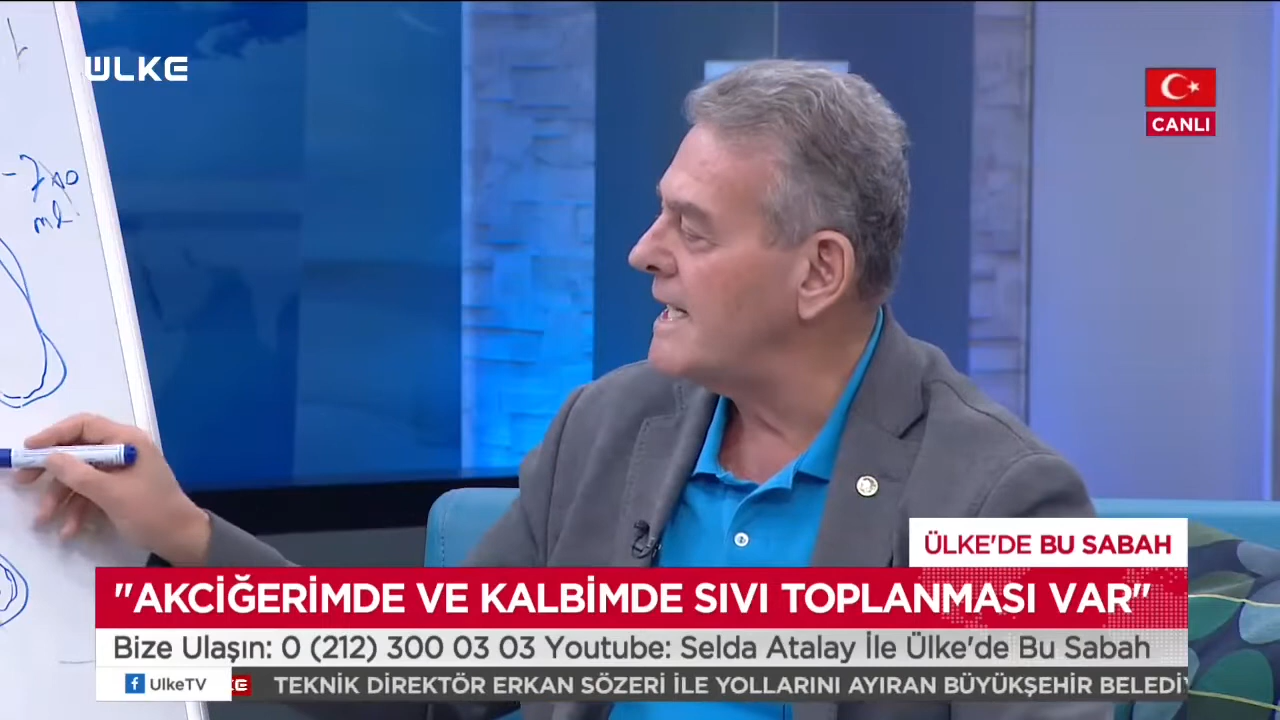 ÜLKE
CANLI
ml
ÜLKE'DE BU SABAH
"AKCİĞERİMDE VE KALBİMDE SIVI TOPLANMASI VAR"
Bize Ulaşın: 0 (212) 300 03 03 Youtube: Selda Atalay İle Ülke'de Bu Sabah
UlkeTV
TEKNİK DİREKTÖR ERKAN SÖZERİ İLE YOLLARINI AYIRAN BÜYÜKŞEHİR BELEDİY